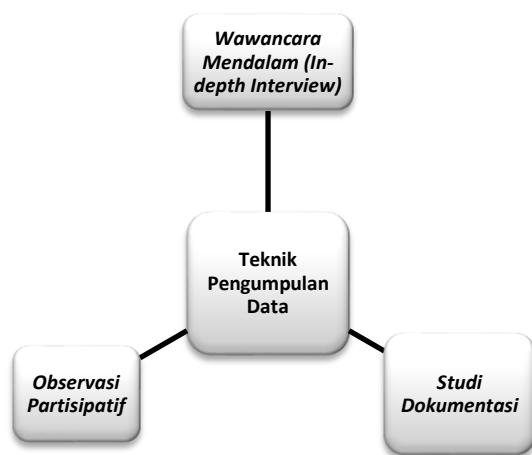 Wawancara
Mendalam (In-
depth Interview)
Teknik
Pengumpulan
Data
Observasi
Partisipatif
Studi
Dokumentasi